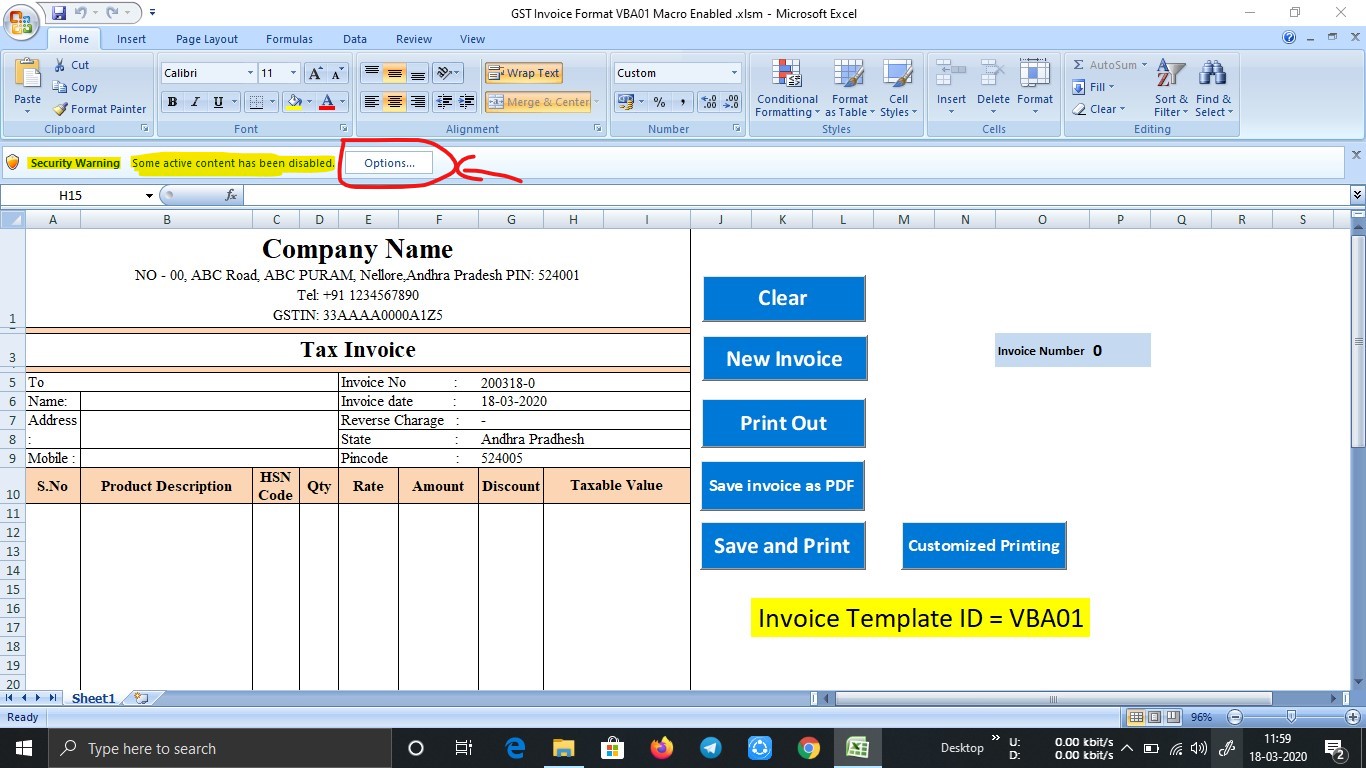 GST Invoice Format VBA01 Macro Enabled .xlsm - Microsoft Excel
Home Insert Page Layout Formulas Data Review View
Paste Cut Copy Format Painter
Calibri 11 A A
B I U A
Wrap Text
Merge & Center
Custom
% ,
Conditional Formatting
Format as Table
Cell Styles
Insert Delete Format
AutoSum
Fill
Clear
Sort & Filter
Find & Select
Clipboard Font Alignment Number Styles Cells Editing
Security Warning Some active content has been disabled. Options...
H15 fx
A B C D E F G H I J K L M N O P Q R S
1
Company Name
NO - 00, ABC Road, ABC PURAM, Nellore,Andhra Pradesh PIN: 524001
Tel: +91 1234567890
GSTIN: 33AAAA0000A1Z5
3 Tax Invoice
5 To Invoice No : 200318-0
6 Name: Invoice date : 18-03-2020
7 Address Reverse Charage : -
8 : State : Andhra Pradhesh
9 Mobile : Pincode : 524005
10 S.No Product Description HSN Code Qty Rate Amount Discount Taxable Value
11
12
13
14
15
16
17
18
19
20
Clear
New Invoice
Invoice Number 0
Print Out
Save invoice as PDF
Save and Print
Customized Printing
Invoice Template ID = VBA01
Sheet1
Ready 96%
Type here to search
Desktop
U: 0.00 kbit/s
D: 0.00 kbit/s
11:59
18-03-2020
2